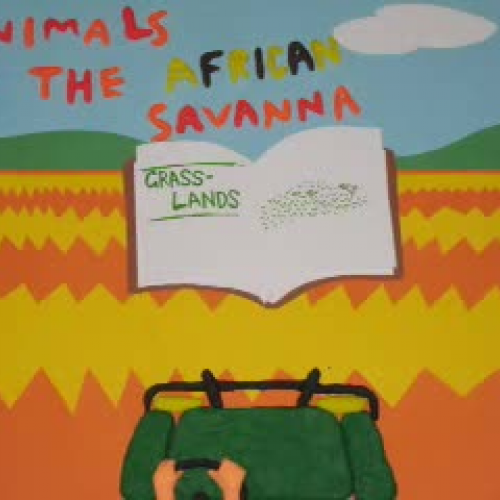 NIMALS
THE AFRICAN
SAVANNA
GRASS-
LANDS